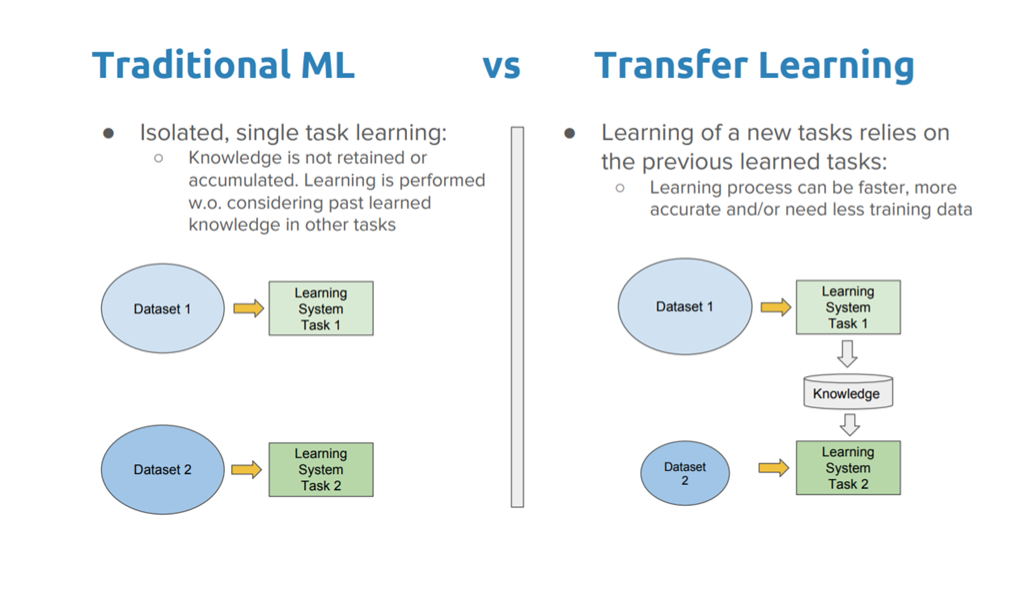 Traditional ML vs Transfer Learning
● Isolated, single task learning:
○ Knowledge is not retained or
accumulated. Learning is performed
w.o. considering past learned
knowledge in other tasks
Dataset 1
Learning
System
Task 1
Dataset 2
Learning
System
Task 2
● Learning of a new tasks relies on
the previous learned tasks:
○ Learning process can be faster, more
accurate and/or need less training data
Dataset 1
Learning
System
Task 1
Knowledge
Dataset
2
Learning
System
Task 2